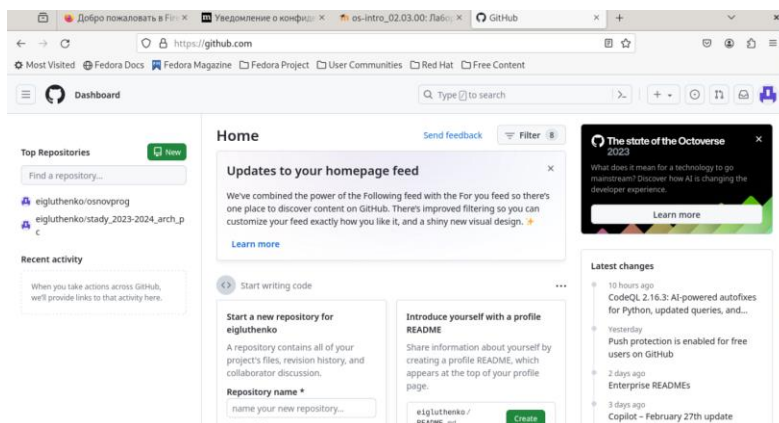 Добро пожаловать в Fire
Уведомление о конфиде
os-intro_02.03.00: Лабор
GitHub
https://github.com
Most Visited
Fedora Docs
Fedora Magazine
Fedora Project
User Communities
Red Hat
Free Content
Dashboard
Type / to search
Top Repositories
New
Find a repository...
eigluthenko/osnovprog
eigluthenko/stady_2023-2024_arch_p
c
Recent activity
When you take actions across GitHub,
we'll provide links to that activity here.
Home
Send feedback
Filter 8
Updates to your homepage feed
We've combined the power of the Following feed with the For you feed so there's
one place to discover content on GitHub. There's improved filtering so you can
customize your feed exactly how you like it, and a shiny new visual design.
Learn more
Start writing code
Start a new repository for
eigluthenko
A repository contains all of your
project's files, revision history, and
collaborator discussion.
Repository name *
name your new repository...
Introduce yourself with a profile
README
Share information about yourself by
creating a profile README, which
appears at the top of your profile
page.
eigluthenko/
README.md
Create
The state of the Octoverse
2023
What does it mean for a technology to go
mainstream? Discover how AI is changing the
developer experience.
Learn more
Latest changes
10 hours ago
CodeQL 2.16.3: AI-powered autofixes
for Python, updated queries, and...
Yesterday
Push protection is enabled for free
users on GitHub
2 days ago
Enterprise READMEs
3 days ago
Copilot – February 27th update